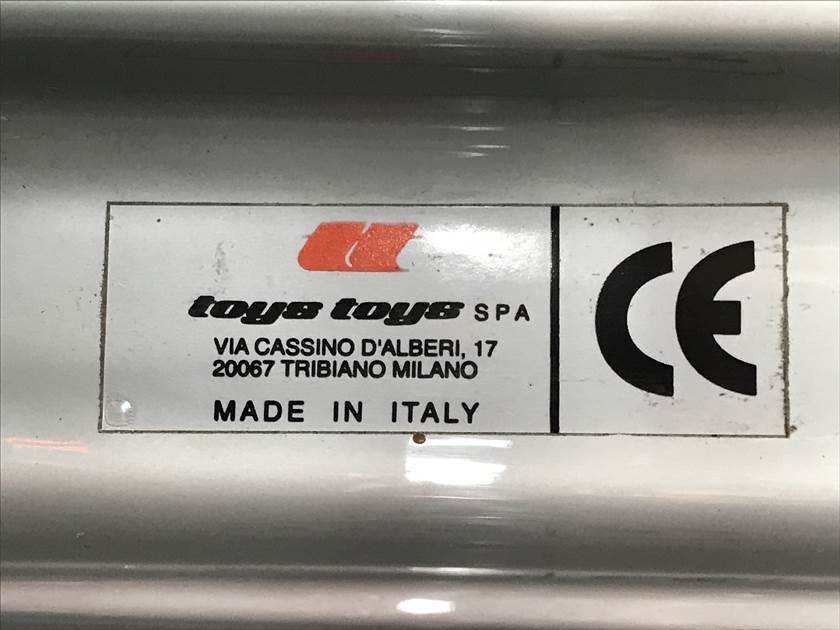 toys toys SPA
VIA CASSINO D'ALBERI, 17
20067 TRIBIANO MILANO
MADE IN ITALY
CE